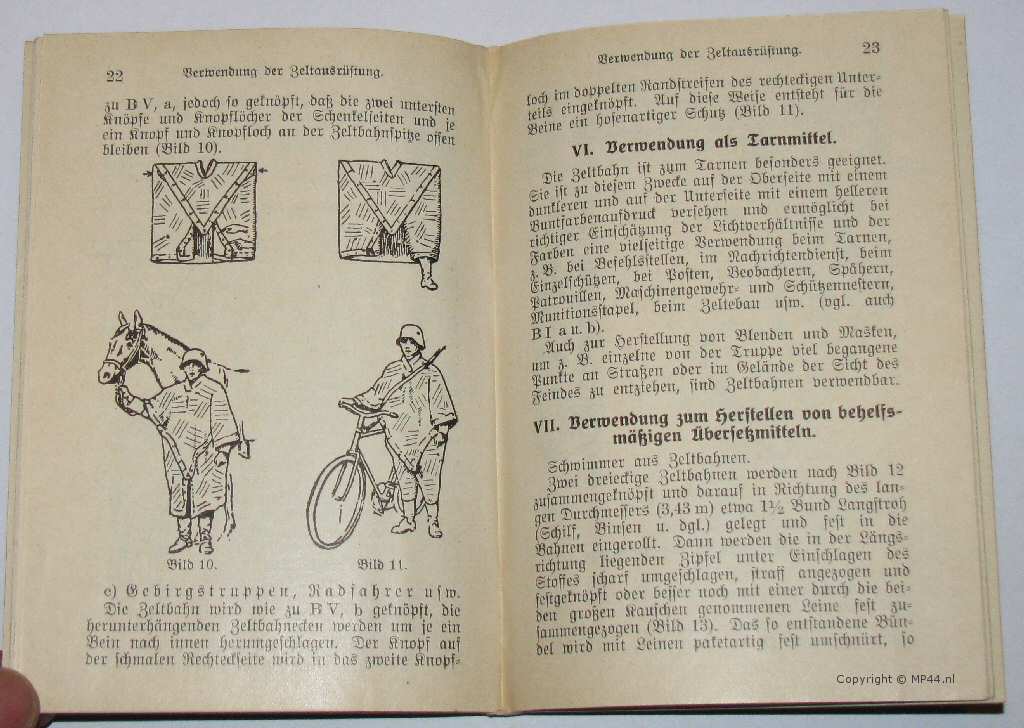 22
Verwendung der Zeltausrüstung.
zu B V, a, jedoch so geknöpft, daß die zwei untersten
Knöpfe und Knopflöcher der Schenkelseiten und je
ein Knopf und Knopfloch an der Zeltbahnspitze offen
bleiben (Bild 10).
Bild 10.
Bild 11.
c) Gebirgstruppen, Radfahrer usw.
Die Zeltbahn wird wie zu B V, b geknöpft, die
herunterhängenden Zeltbahnecken werden um je ein
Bein nach innen herumgeschlagen. Der Knopf auf
der schmalen Rechteckseite wird in das zweite Knopf-
Verwendung der Zeltausrüstung.
23
loch im doppelten Randstreifen des rechteckigen Unter-
teils eingeknöpft. Auf diese Weise entsteht für die
Beine ein hosenartiger Schutz (Bild 11).
VI. Verwendung als Tarnmittel.
Die Zeltbahn ist zum Tarnen besonders geeignet.
Sie ist zu diesem Zwecke auf der Oberseite mit einem
dunkleren und auf der Unterseite mit einem helleren
Buntfarbenaufdruck versehen und ermöglicht bei
richtiger Einschätzung der Lichtverhältnisse und der
Farben eine vielseitige Verwendung beim Tarnen,
z. B. bei Befehlsstellen, im Nachrichtendienst, beim
Einzelschützen, bei Posten, Beobachtern, Spähern,
Patrouillen, Maschinengewehr- und Schützennestern,
Munitionsstapel, beim Zeltebau usw. (vgl. auch
B I a u. b).
Auch zur Herstellung von Blenden und Masken,
um z. B. einzelne von der Truppe viel begangene
Punkte an Straßen oder im Gelände der Sicht des
Feindes zu entziehen, sind Zeltbahnen verwendbar.
VII. Verwendung zum Herstellen von behelfs-
mäßigen Übersetzmitteln.
Schwimmer aus Zeltbahnen.
Zwei dreieckige Zeltbahnen werden nach Bild 12
zusammengeknöpft und darauf in Richtung des lan-
gen Durchmessers (3,43 m) etwa 1½ Bund Langstroh
(Schilf, Binsen u. dgl.) gelegt und fest in die
Bahnen eingerollt. Dann werden die in der Längs-
richtung liegenden Zipfel unter Einschlagen des
Stoffes scharf umgeschlagen, straff angezogen und
festgeknöpft oder besser noch mit einer durch die bei-
den großen Kauschen genommenen Leine fest zu-
sammengezogen (Bild 13). Das so entstandene Bün-
del wird mit Leinen paketartig fest umschnürt, so
Copyright © MP44.nl